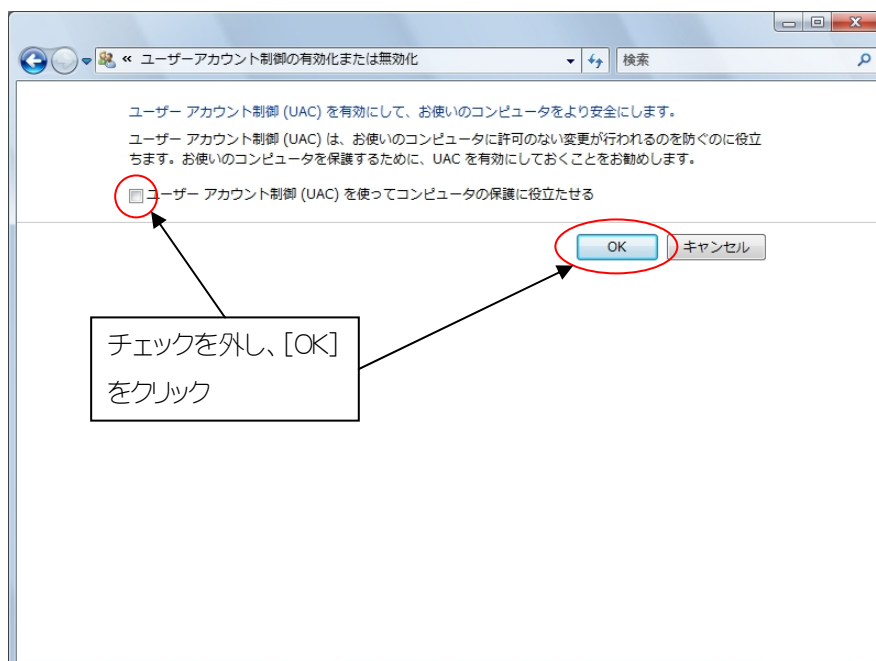 « ユーザーアカウント制御の有効化または無効化
検索
ユーザー アカウント制御 (UAC) を有効にして、お使いのコンピュータをより安全にします。
ユーザー アカウント制御 (UAC) は、お使いのコンピュータに許可のない変更が行われるのを防ぐのに役立
ちます。お使いのコンピュータを保護するために、UAC を有効にしておくことをお勧めします。
ユーザー アカウント制御 (UAC) を使ってコンピュータの保護に役立たせる
OK
キャンセル
チェックを外し、[OK]
をクリック